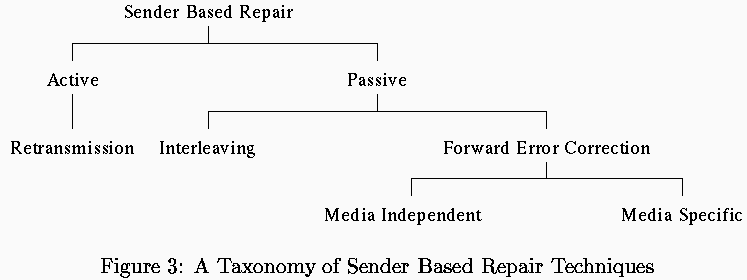 Sender Based Repair
Active Passive
Retransmission Interleaving Forward Error Correction
Media Independent Media Specific
Figure 3: A Taxonomy of Sender Based Repair Techniques